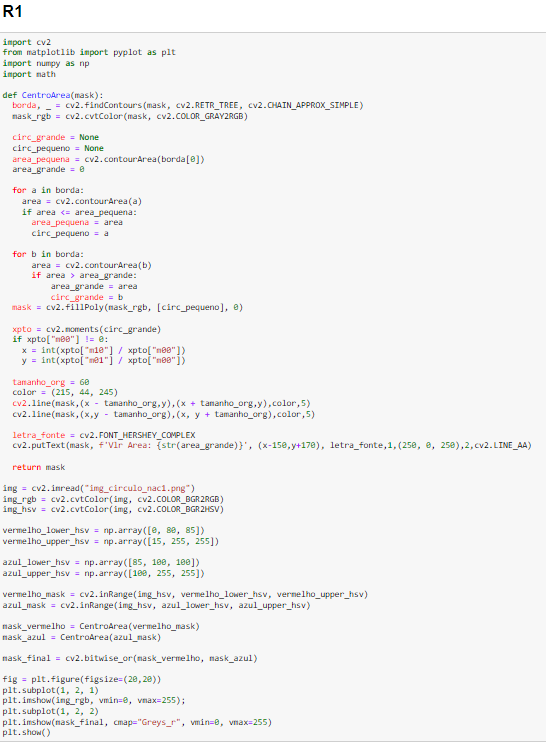 R1
import cv2
from matplotlib import pyplot as plt
import numpy as np
import math
def CentroArea(mask):
borda, _ = cv2.findContours(mask, cv2.RETR_TREE, cv2.CHAIN_APPROX_SIMPLE)
mask_rgb = cv2.cvtColor(mask, cv2.COLOR_GRAY2RGB)
circ_grande = None
circ_pequeno = None
area_pequena = cv2.contourArea(borda[0])
area_grande = 0
for a in borda:
area = cv2.contourArea(a)
if area <= area_pequena:
area_pequena = area
circ_pequeno = a
for b in borda:
area = cv2.contourArea(b)
if area > area_grande:
area_grande = area
circ_grande = b
mask = cv2.fillPoly(mask_rgb, [circ_pequeno], 0)
xpto = cv2.moments(circ_grande)
if xpto["m00"] != 0:
x = int(xpto["m10"] / xpto["m00"])
y = int(xpto["m01"] / xpto["m00"])
tamanho_org = 60
color = (215, 44, 245)
cv2.line(mask,(x - tamanho_org,y),(x + tamanho_org,y),color,5)
cv2.line(mask,(x,y - tamanho_org),(x, y + tamanho_org),color,5)
letra_fonte = cv2.FONT_HERSHEY_COMPLEX
cv2.putText(mask, f'Vlr Area: {str(area_grande)}', (x-150,y+170), letra_fonte,1,(250, 0, 250),2,cv2.LINE_AA)
return mask
img = cv2.imread("img_circulo_nac1.png")
img_rgb = cv2.cvtColor(img, cv2.COLOR_BGR2RGB)
img_hsv = cv2.cvtColor(img, cv2.COLOR_BGR2HSV)
vermelho_lower_hsv = np.array([0, 80, 85])
vermelho_upper_hsv = np.array([15, 255, 255])
azul_lower_hsv = np.array([85, 100, 100])
azul_upper_hsv = np.array([100, 255, 255])
vermelho_mask = cv2.inRange(img_hsv, vermelho_lower_hsv, vermelho_upper_hsv)
azul_mask = cv2.inRange(img_hsv, azul_lower_hsv, azul_upper_hsv)
mask_vermelho = CentroArea(vermelho_mask)
mask_azul = CentroArea(azul_mask)
mask_final = cv2.bitwise_or(mask_vermelho, mask_azul)
fig = plt.figure(figsize=(20,20))
plt.subplot(1, 2, 1)
plt.imshow(img_rgb, vmin=0, vmax=255);
plt.subplot(1, 2, 2)
plt.imshow(mask_final, cmap="Greys_r", vmin=0, vmax=255)
plt.show()